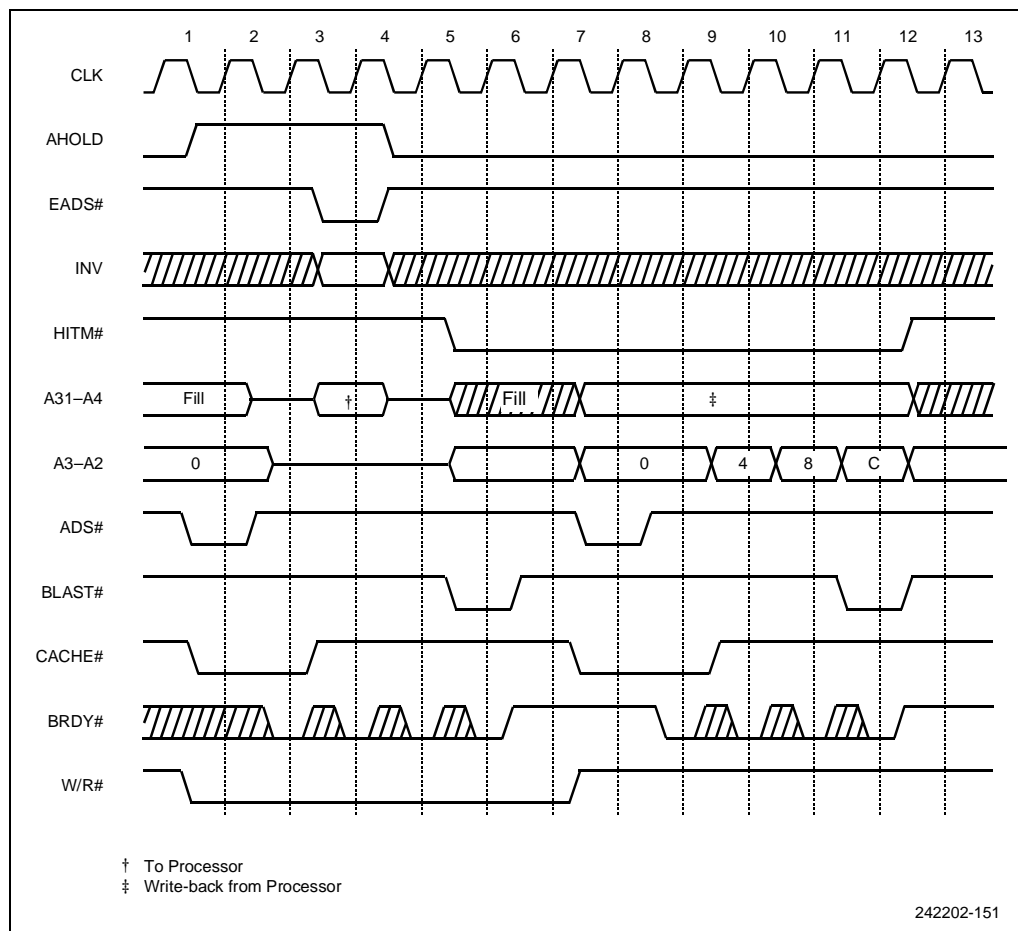 1 2 3 4 5 6 7 8 9 10 11 12 13
CLK
AHOLD
EADS#
INV
HITM#
A31–A4 Fill † Fill ‡
A3–A2 0 0 4 8 C
ADS#
BLAST#
CACHE#
BRDY#
W/R#
† To Processor
‡ Write-back from Processor
242202-151